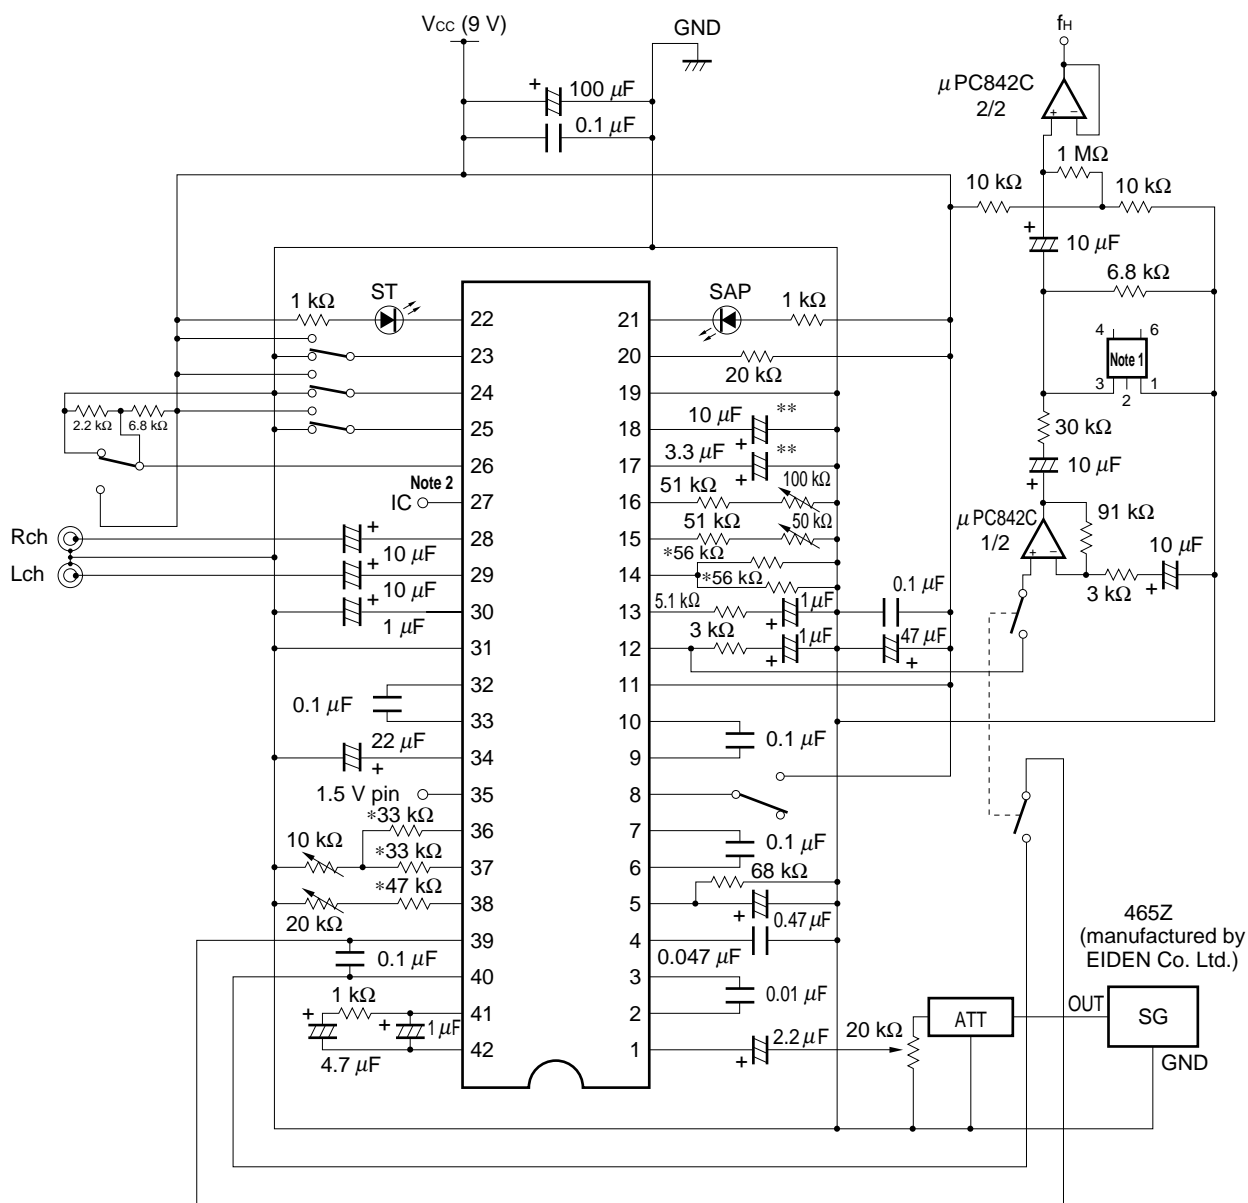 VCC (9 V)
GND
fH
+
100 μF
0.1 μF
μ PC842C
2/2
+
−
1 MΩ
10 kΩ
10 kΩ
+
10 μF
6.8 kΩ
4
6
Note 1
3
2
1
30 kΩ
10 μF
+
μ PC842C
1/2
+
−
91 kΩ
10 μF
3 kΩ
+
1 kΩ
ST
22
21
SAP
1 kΩ
23
20
20 kΩ
24
19
2.2 kΩ
6.8 kΩ
25
18
10 μF
+
**
26
17
3.3 μF
+
**
Note 2
IC
27
16
51 kΩ
100 kΩ
Rch
+
10 μF
28
15
51 kΩ
50 kΩ
Lch
+
10 μF
29
14
*56 kΩ
*56 kΩ
+
1 μF
30
13
5.1 kΩ
+
1μF
0.1 μF
31
12
3 kΩ
+
1μF
47 μF
+
32
11
0.1 μF
33
10
0.1 μF
22 μF
+
34
9
1.5 V pin
35
8
*33 kΩ
36
7
0.1 μF
10 kΩ
*33 kΩ
37
6
68 kΩ
*47 kΩ
20 kΩ
38
5
+
0.47 μF
39
4
0.047 μF
0.1 μF
40
3
0.01 μF
1 kΩ
41
2
+
4.7 μF
+
1 μF
42
1
+
2.2 μF
20 kΩ
ATT
OUT
SG
GND
465Z
(manufactured by
EIDEN Co. Ltd.)